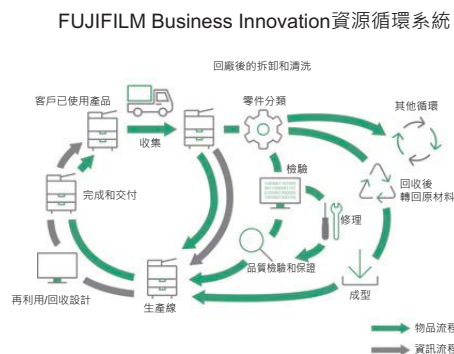 FUJIFILM Business Innovation資源循環系統
回廠後的拆卸和清洗
客戶已使用產品
零件分類
其他循環
收集
檢驗
回收後
轉回原材料
完成和交付
修理
品質檢驗和保證
再利用/回收設計
生產線
成型
物品流程
資訊流程